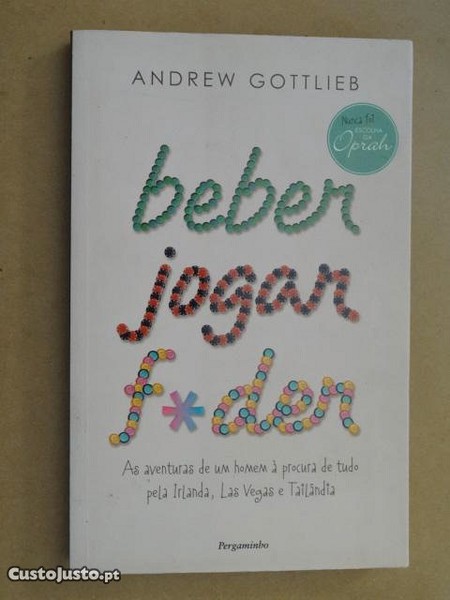 ANDREW GOTTLIEB
Nunca foi
ESCOLHA
DA
Oprah
beber
jogar
f*der
As aventuras de um homem à procura de tudo
pela Irlanda, Las Vegas e Tailândia
Pergaminho
CustoJusto.pt